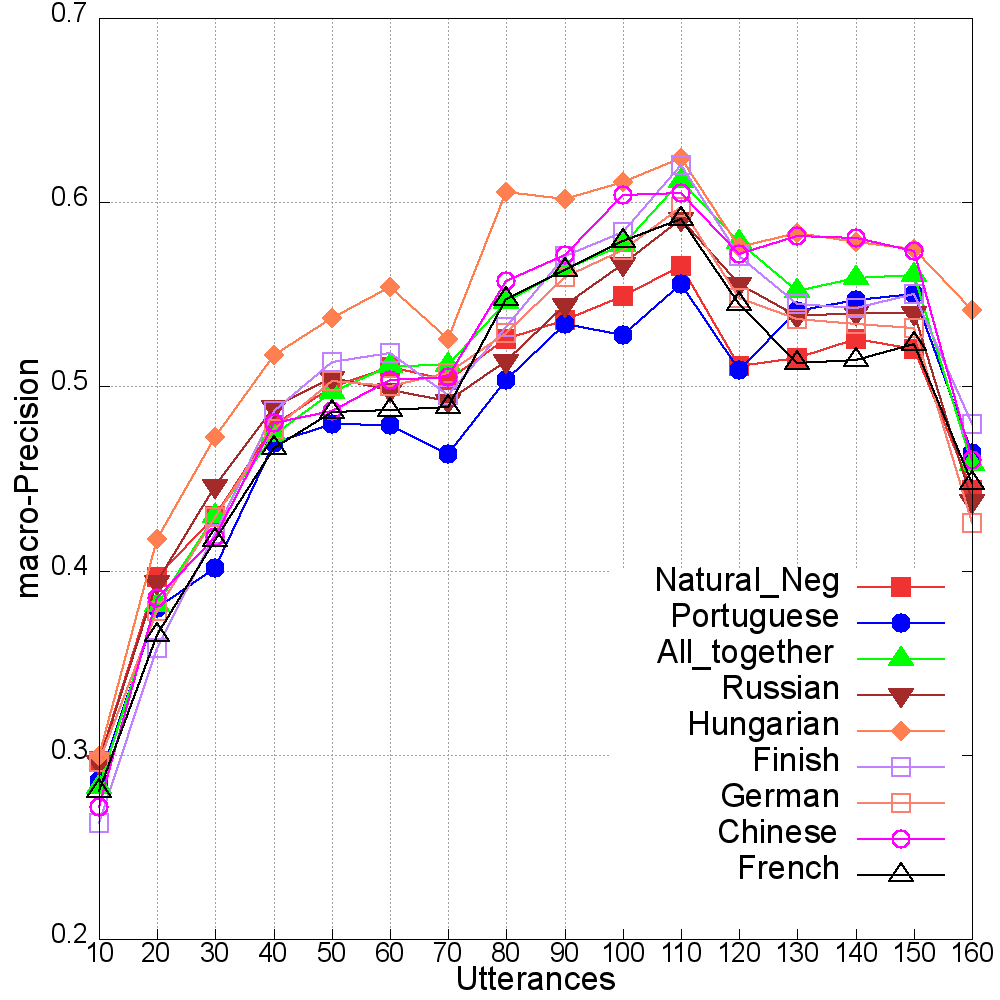 0.7
0.6
0.5
0.4
0.3
0.2
macro-Precision
Natural_Neg
Portuguese
All_together
Russian
Hungarian
Finish
German
Chinese
French
10 20 30 40 50 60 70 80 90 100 110 120 130 140 150 160
Utterances